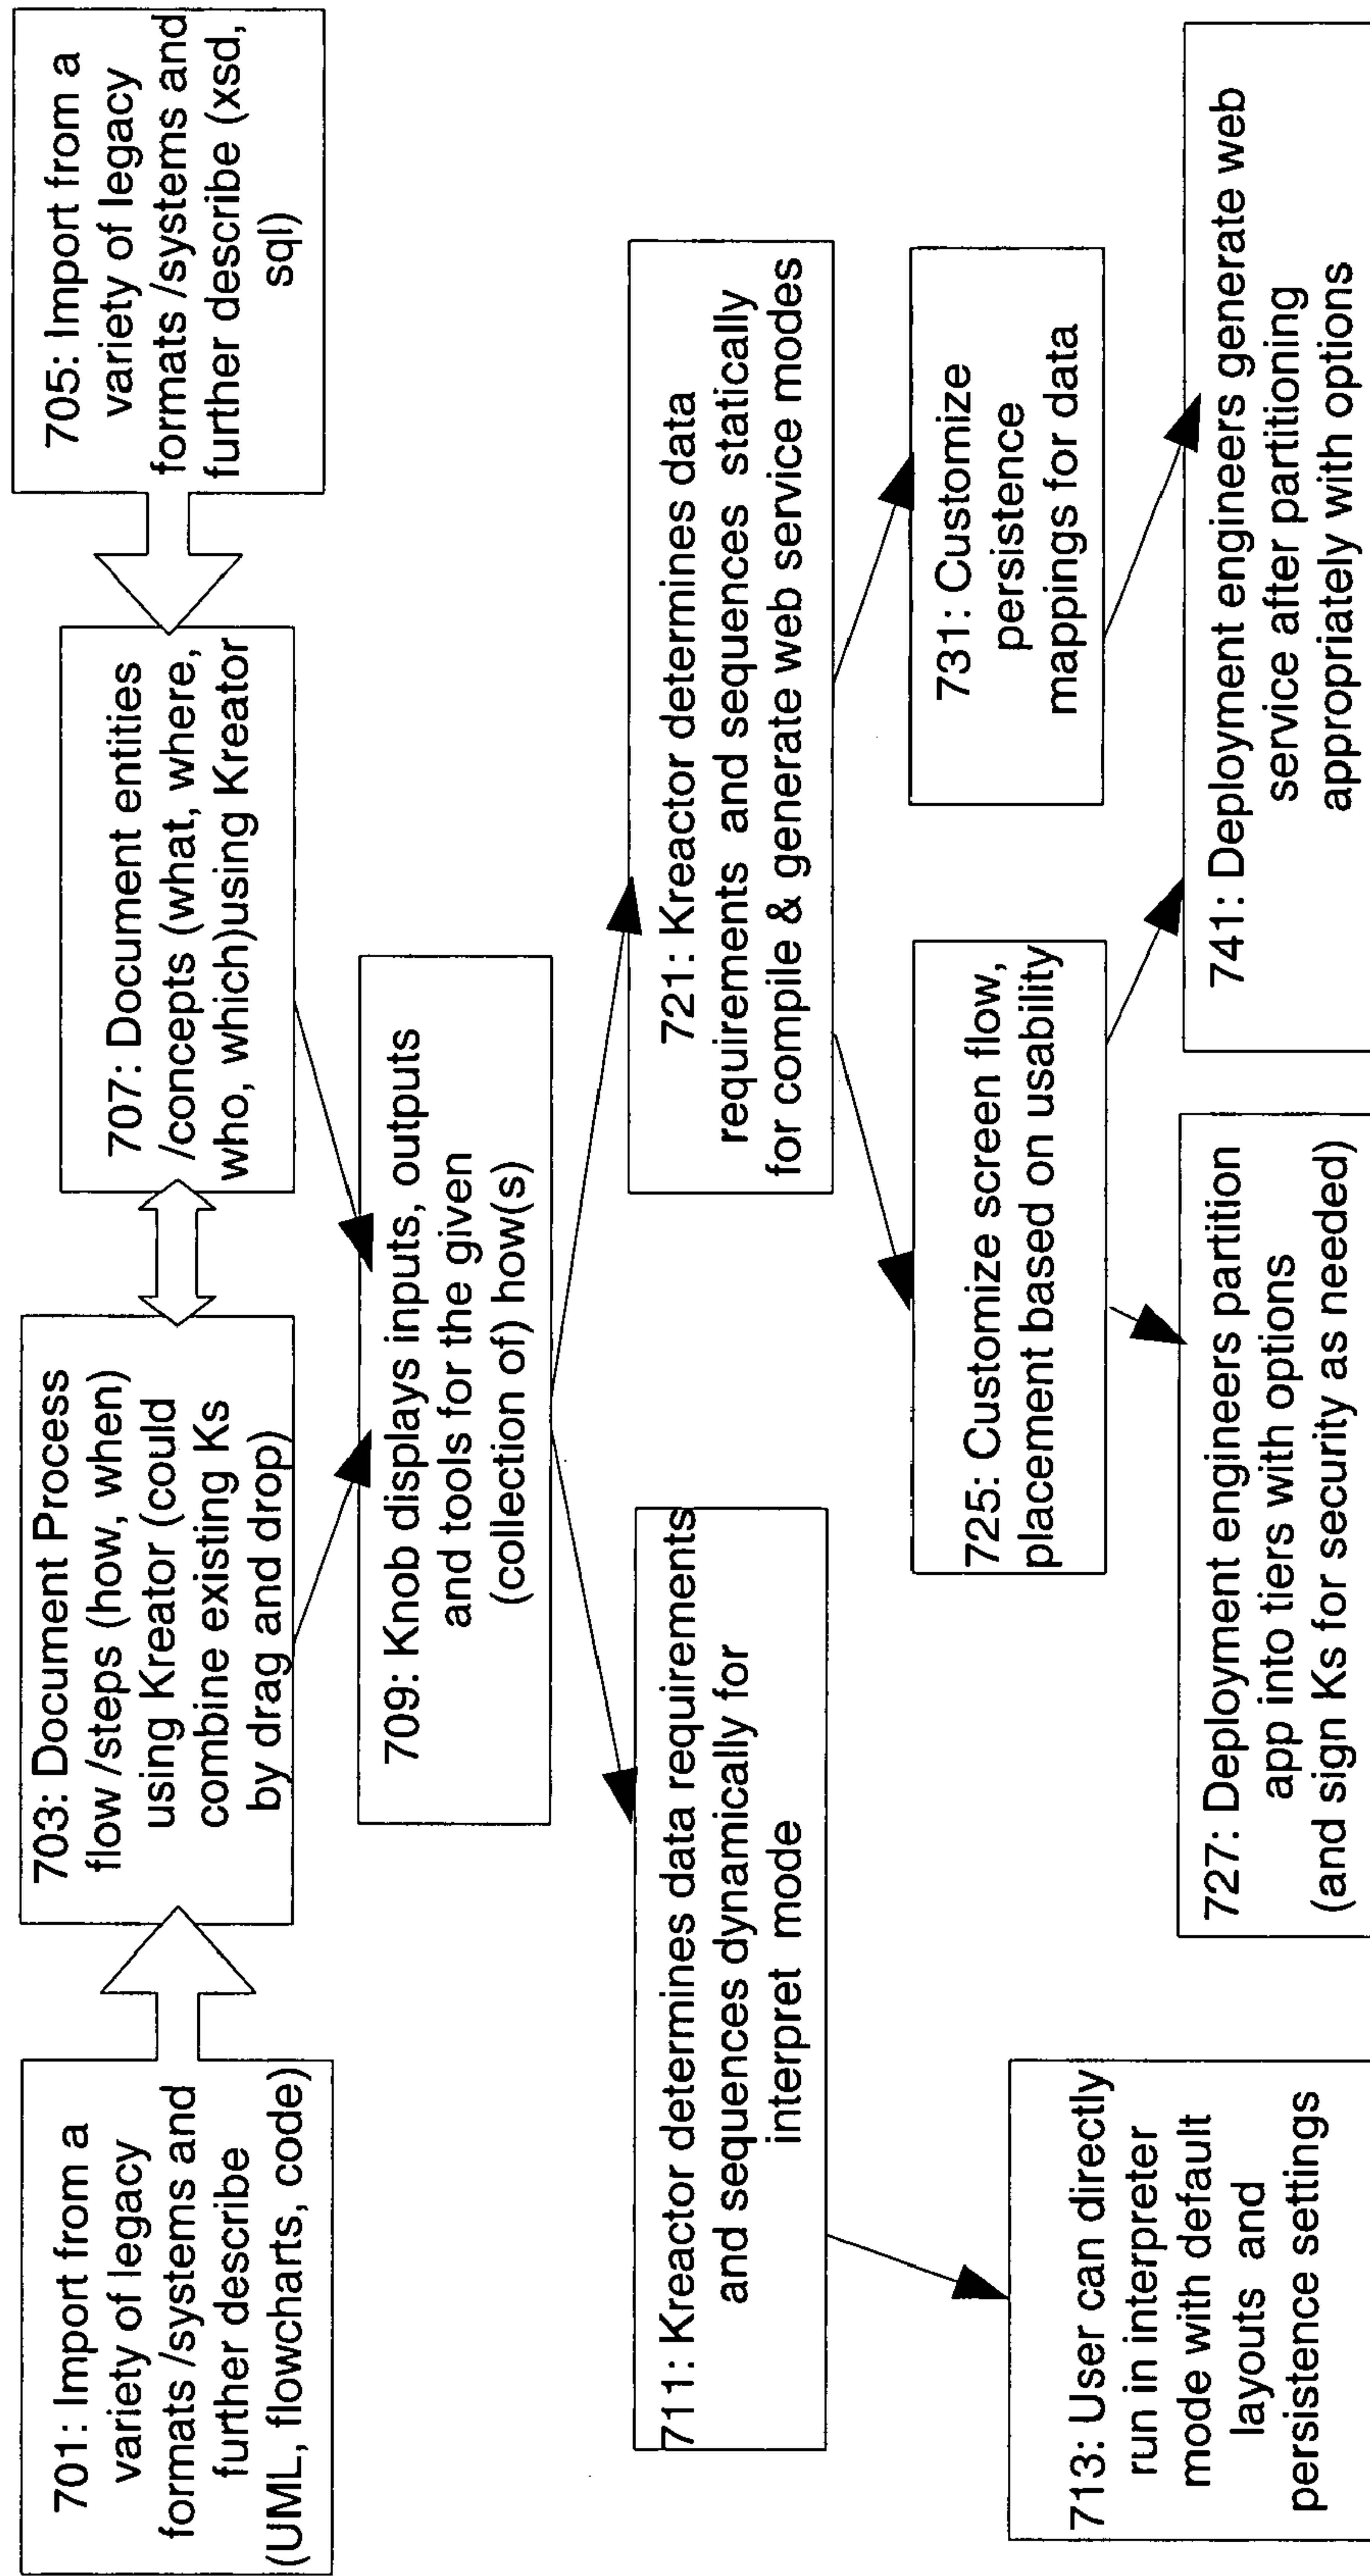 701: Import from a
variety of legacy
formats /systems and
further describe
(UML, flowcharts, code)
703: Document Process
flow /steps (how, when)
using Kreator (could
combine existing Ks
by drag and drop)
707: Document entities
/concepts (what, where,
who, which)using Kreator
705: Import from a
variety of legacy
formats /systems and
further describe (xsd,
sql)
709: Knob displays inputs, outputs
and tools for the given
(collection of) how(s)
711: Kreactor determines data requirements
and sequences dynamically for
interpret mode
721: Kreactor determines data
requirements and sequences statically
for compile & generate web service modes
713: User can directly
run in interpreter
mode with default
layouts and
persistence settings
725: Customize screen flow,
placement based on usability
731: Customize
persistence
mappings for data
727: Deployment engineers partition
app into tiers with options
(and sign Ks for security as needed)
741: Deployment engineers generate web
service after partitioning
appropriately with options